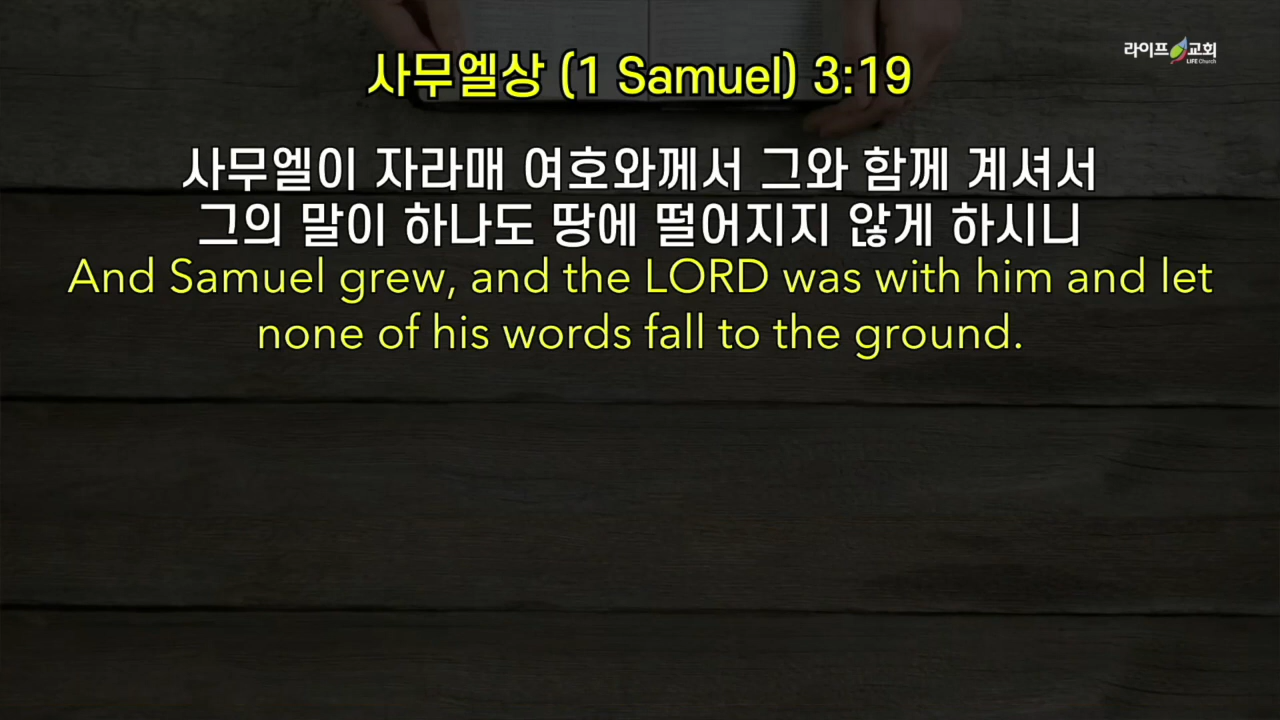 라이프교회
LIFE Church
사무엘상 (1 Samuel) 3:19
사무엘이 자라매 여호와께서 그와 함께 계셔서
그의 말이 하나도 땅에 떨어지지 않게 하시니
And Samuel grew, and the LORD was with him and let
none of his words fall to the ground.